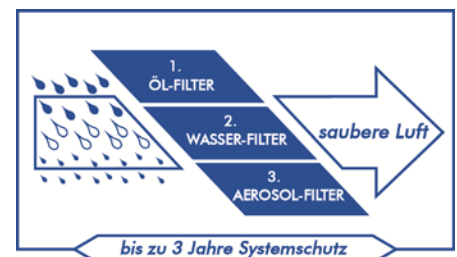 1.
ÖL-FILTER
2.
WASSER-FILTER
saubere Luft
3.
AEROSOL-FILTER
bis zu 3 Jahre Systemschutz